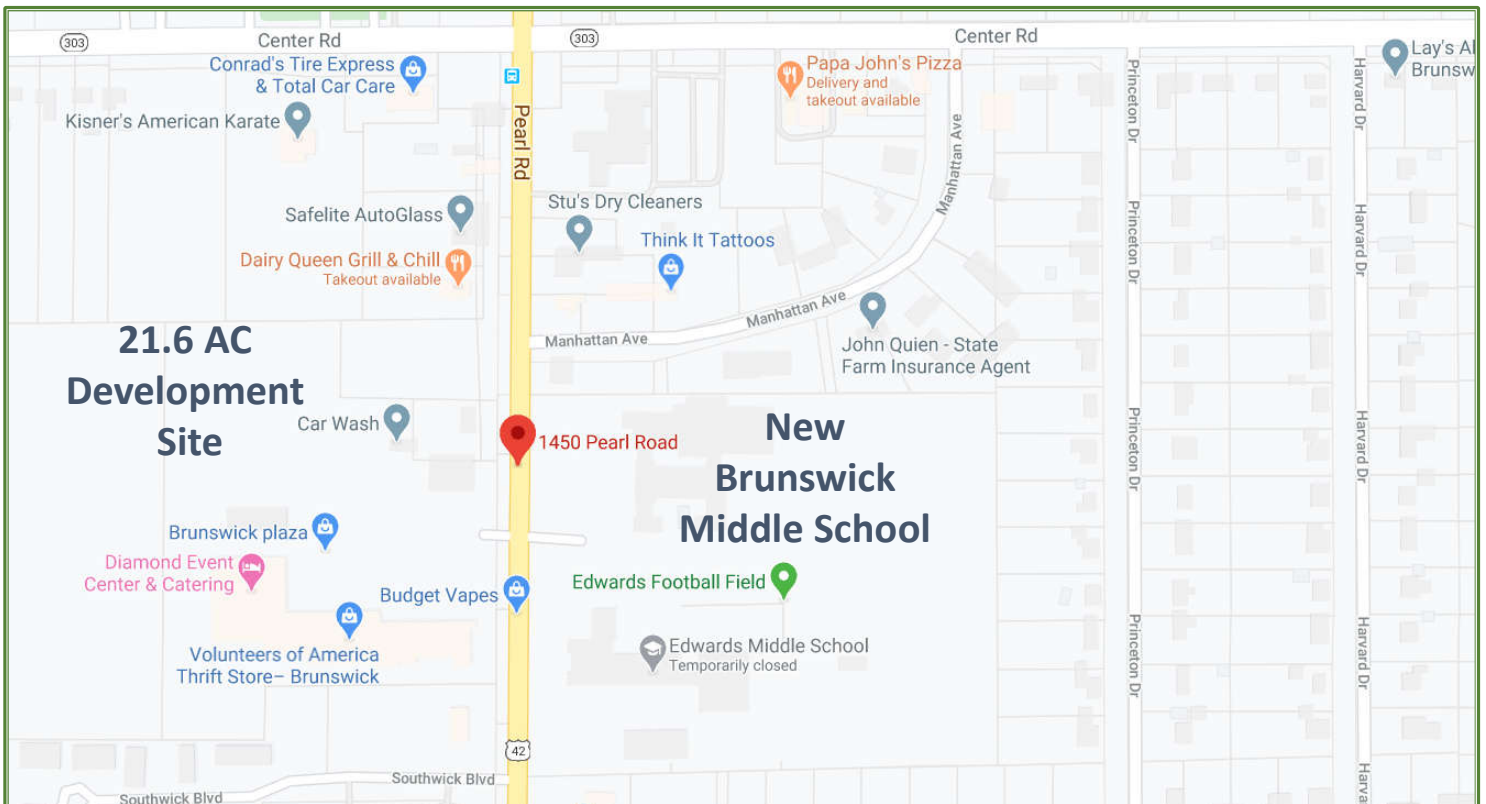 303
Center Rd
303
Center Rd
Conrad's Tire Express
& Total Car Care
Papa John's Pizza
Delivery and
takeout available
Lay's
Kisner's American Karate
Pearl Rd
Princeton Dr
Harvard Dr
Manhattan Ave
Safelite AutoGlass
Stu's Dry Cleaners
Think It Tattoos
Princeton Dr
Harvard Dr
Dairy Queen Grill & Chill
Takeout available
Manhattan Ave
Manhattan Ave
John Quien - State
Farm Insurance Agent
21.6 AC
Development
Site
Car Wash
1450 Pearl Road
New
Brunswick
Middle School
Princeton Dr
Harvard Dr
Brunswick plaza
Diamond Event
Center & Catering
Budget Vapes
Edwards Football Field
Volunteers of America
Thrift Store– Brunswick
Edwards Middle School
Temporarily closed
Princeton Dr
Harvard Dr
42
Southwick Blvd
Southwick Blvd